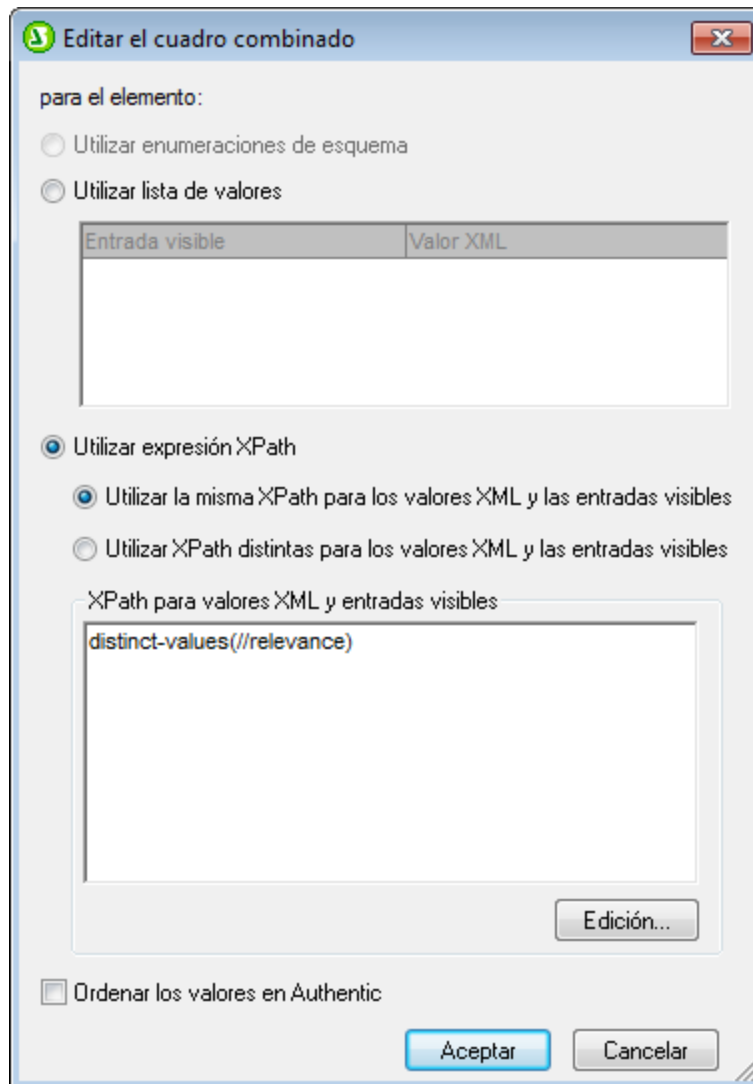 Editar el cuadro combinado
para el elemento:
Utilizar enumeraciones de esquema
Utilizar lista de valores
Entrada visible Valor XML
Utilizar expresión XPath
Utilizar la misma XPath para los valores XML y las entradas visibles
Utilizar XPath distintas para los valores XML y las entradas visibles
XPath para valores XML y entradas visibles
distinct-values(//relevance)
Edición...
Ordenar los valores en Authentic
Aceptar Cancelar